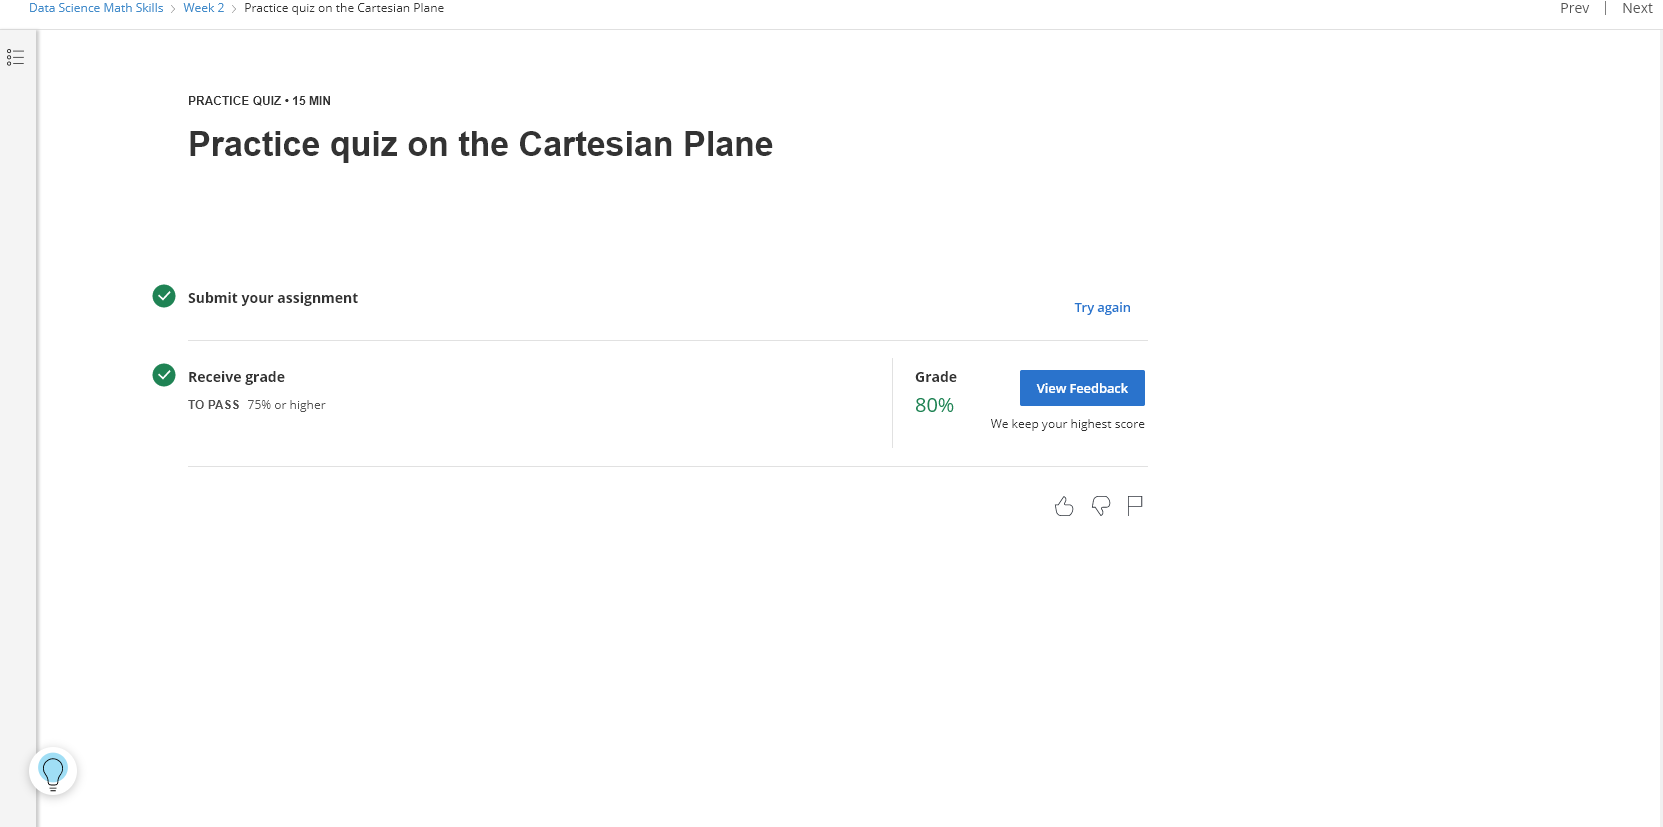 Data Science Math Skills > Week 2 > Practice quiz on the Cartesian Plane
Prev | Next
PRACTICE QUIZ • 15 MIN
Practice quiz on the Cartesian Plane
Submit your assignment
Try again
Receive grade
TO PASS 75% or higher
Grade
80%
View Feedback
We keep your highest score